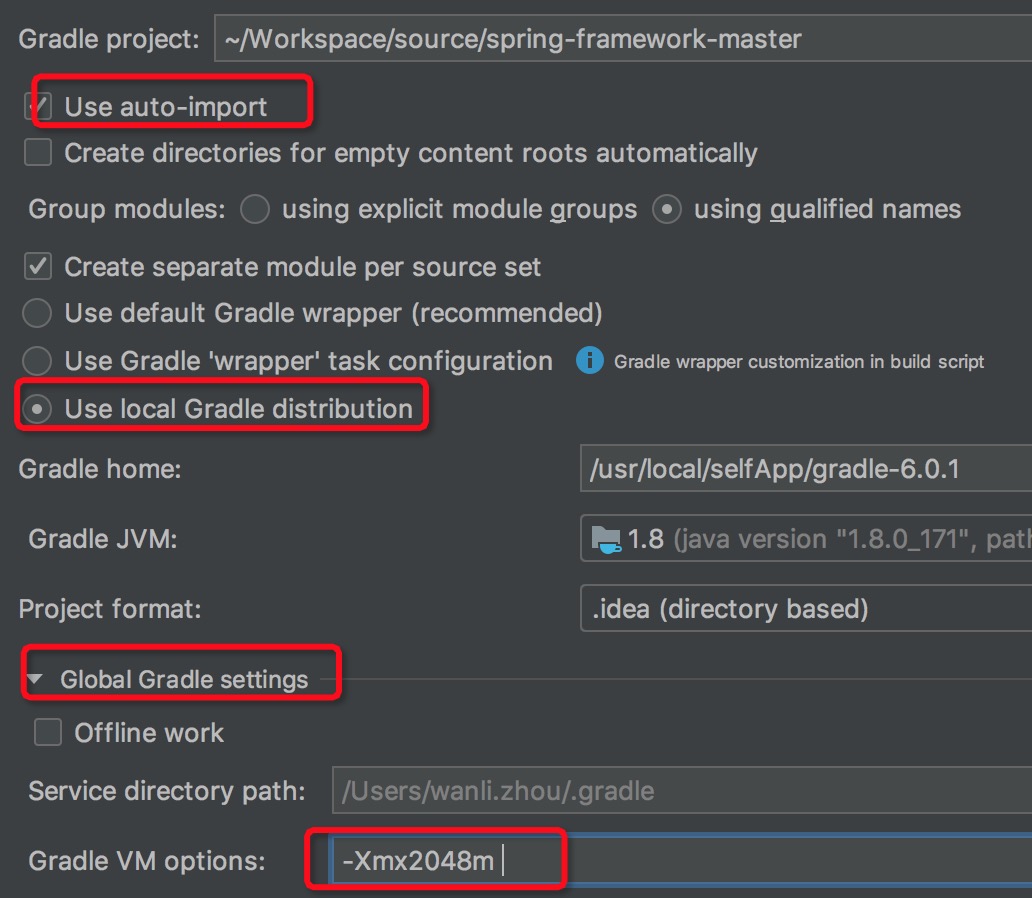 Gradle project: ~/Workspace/source/spring-framework-master
Use auto-import
Create directories for empty content roots automatically
Group modules: using explicit module groups using qualified names
Create separate module per source set
Use default Gradle wrapper (recommended)
Use Gradle 'wrapper' task configuration Gradle wrapper customization in build script
Use local Gradle distribution
Gradle home: /usr/local/selfApp/gradle-6.0.1
Gradle JVM: 1.8 (java version "1.8.0_171", path
Project format: .idea (directory based)
Global Gradle settings
Offline work
Service directory path: /Users/wanli.zhou/.gradle
Gradle VM options: -Xmx2048m